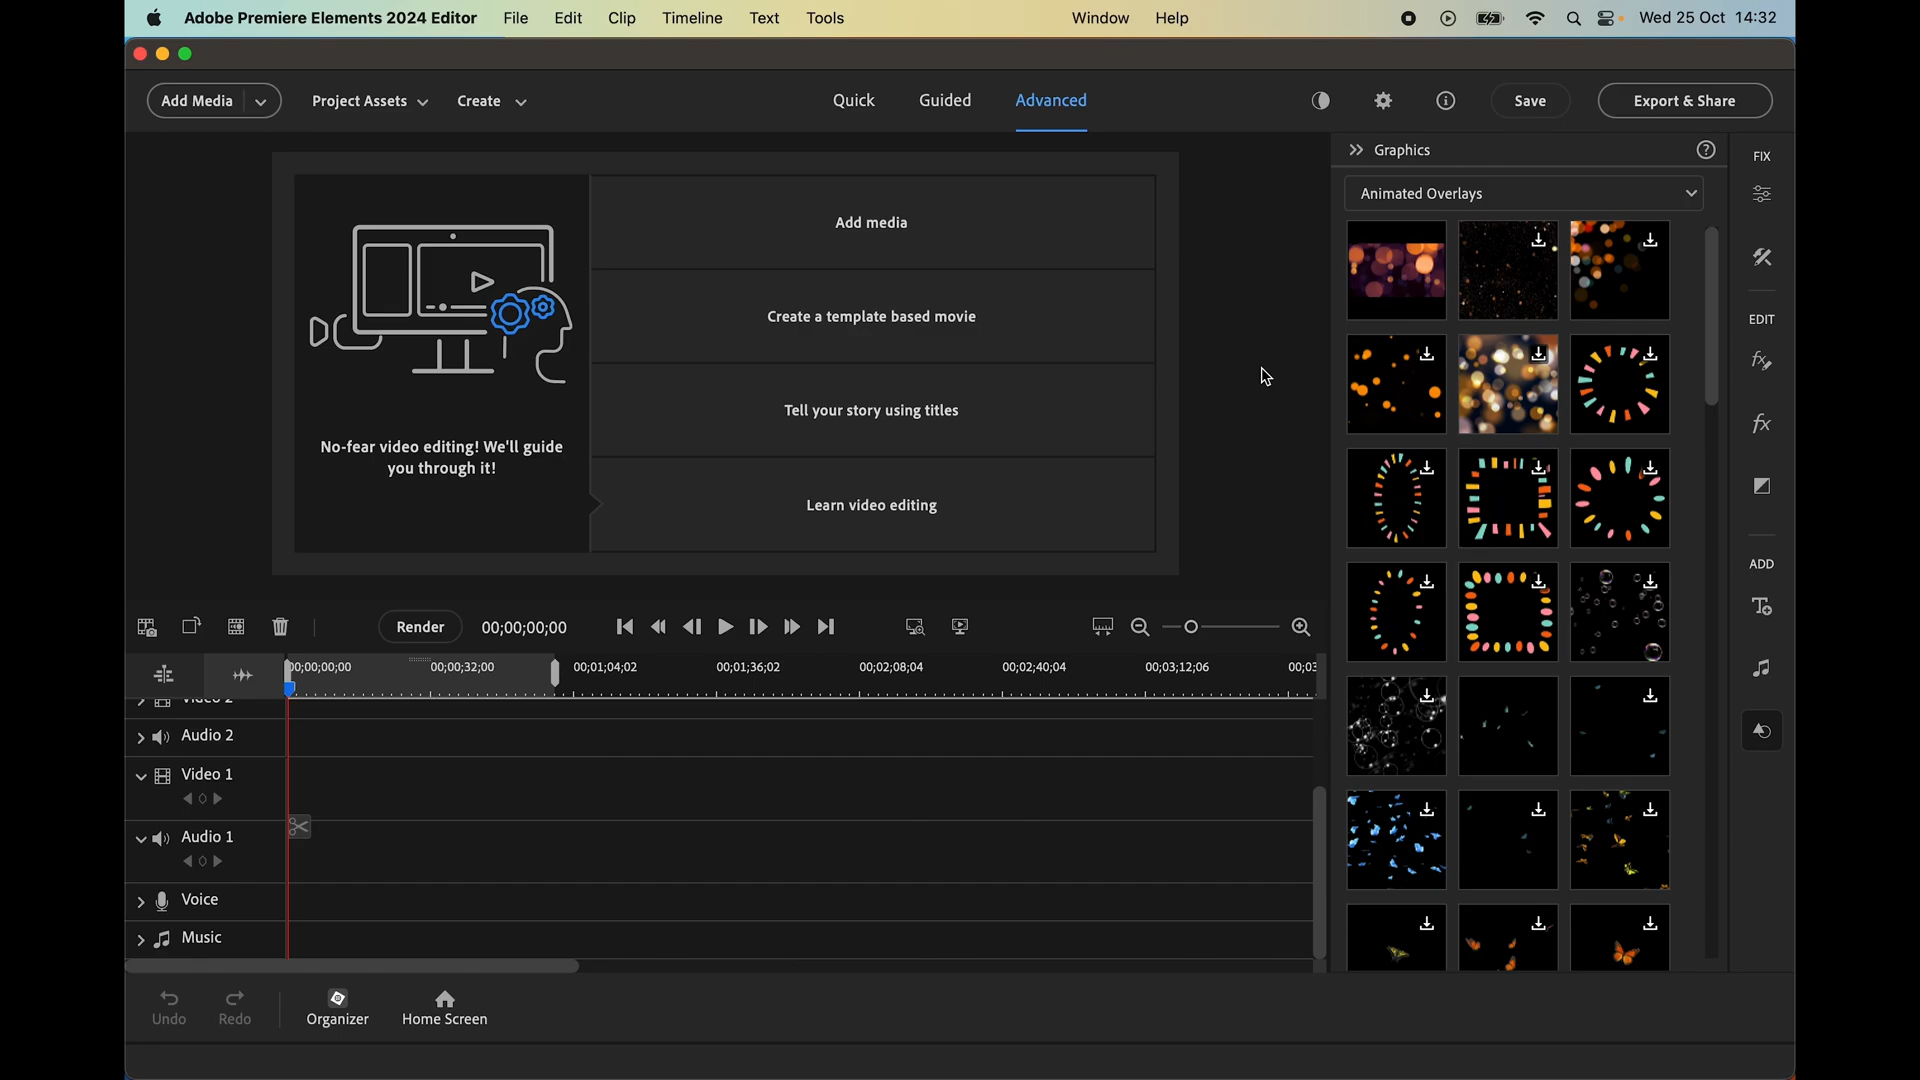 Adobe Premiere Elements 2024 Editor File Edit Clip Timeline Text Tools Window Help Wed 25 Oct 14:32
Add Media Project Assets Create Quick Guided Advanced Save Export & Share
Graphics
FIX
Animated Overlays
Add media
Create a template based movie
EDIT
Tell your story using titles
No-fear video editing! We'll guide
you through it!
Learn video editing
ADD
Render 00;00;00;00
00;00;00;00 00;00;32;00 00;01;04;02 00;01;36;02 00;02;08;04 00;02;40;04 00;03;12;06 00;03
Video 2
Audio 2
Video 1
Audio 1
Voice
Music
Undo Redo Organizer Home Screen